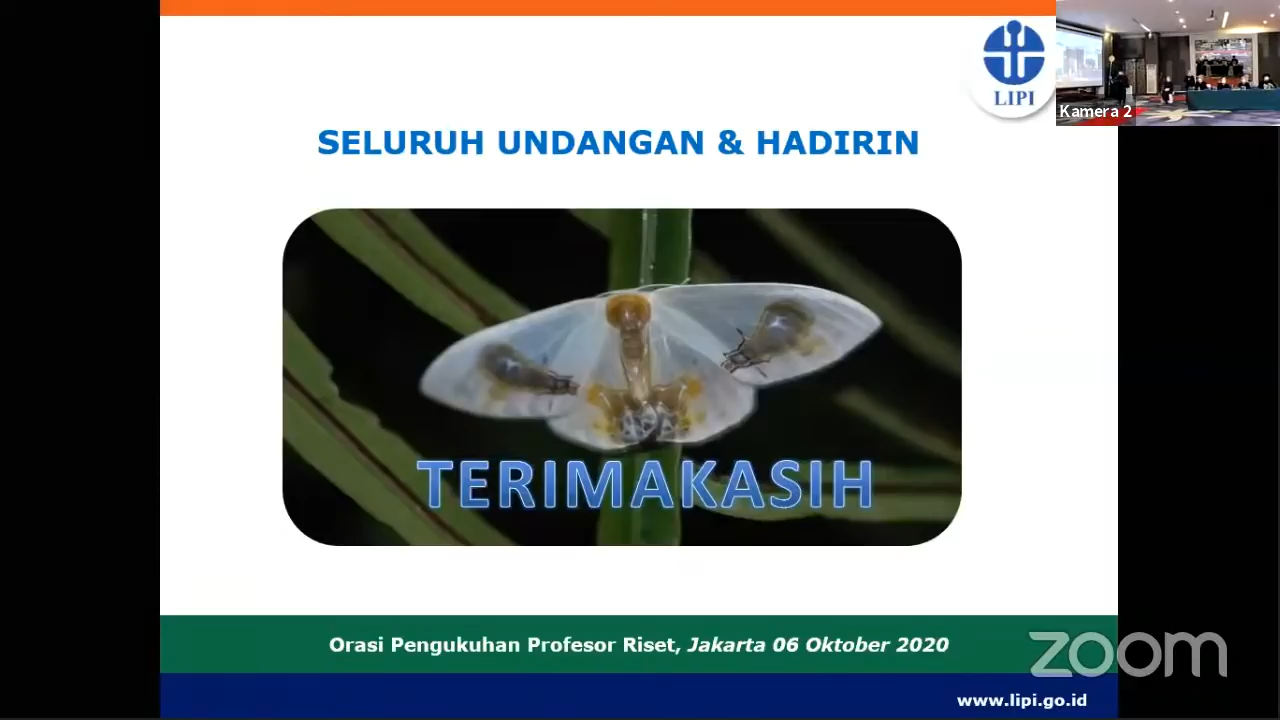 LIPI
Kamera 2
SELURUH UNDANGAN & HADIRIN
TERIMAKASIH
Orasi Pengukuhan Profesor Riset, Jakarta 06 Oktober 2020
zoom
www.lipi.go.id